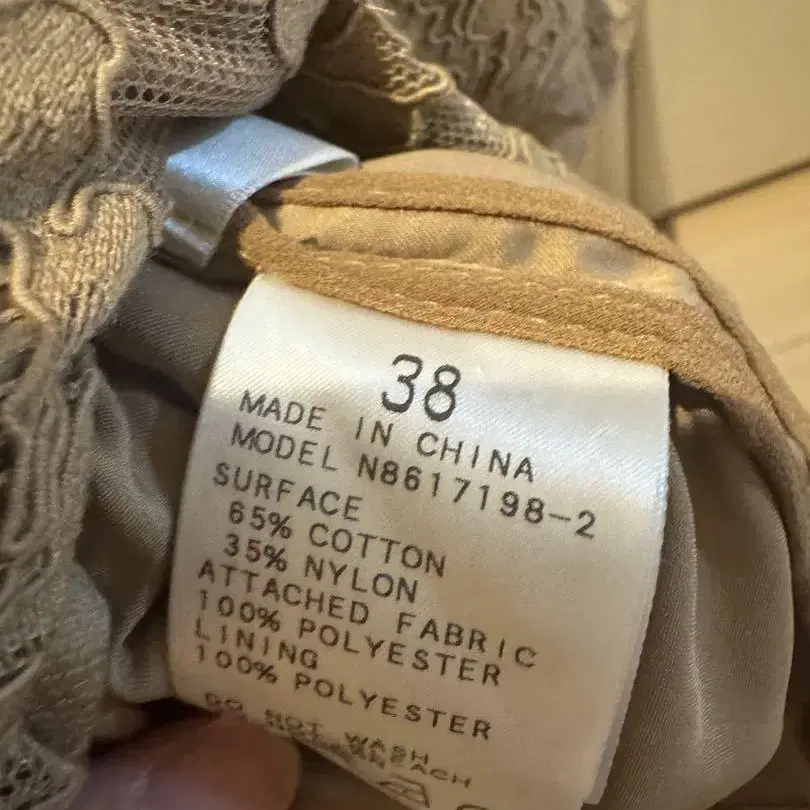 38
MADE IN CHINA
MODEL N8617198-2
SURFACE
65% COTTON
35% NYLON
ATTACHED FABRIC
100% POLYESTER
LINING
100% POLYESTER
DO NOT WASH